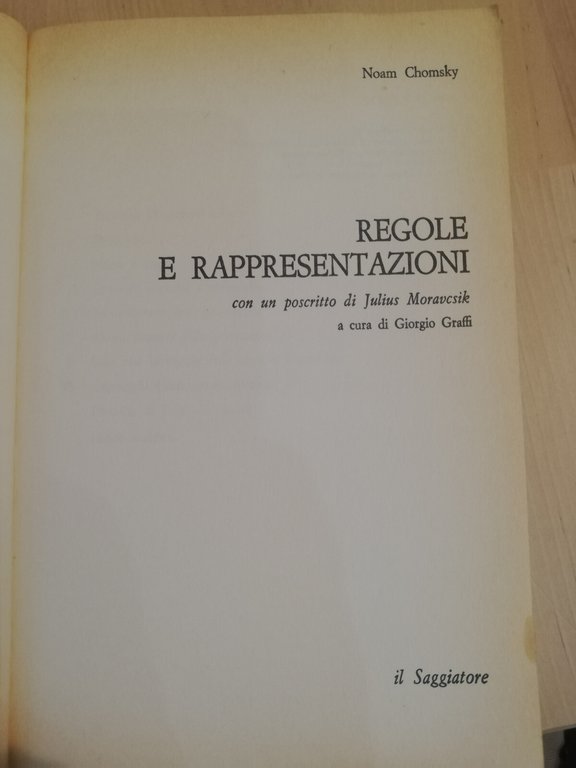 Noam Chomsky
REGOLE
E RAPPRESENTAZIONI
con un poscritto di Julius Moravcsik
a cura di Giorgio Graffi
il Saggiatore